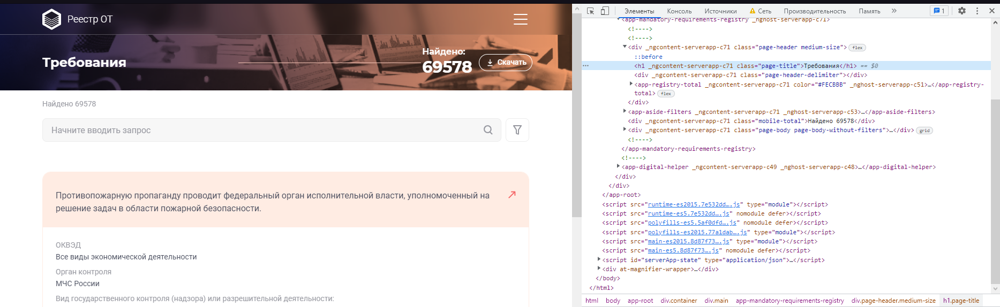 Реестр ОТ
Требования
Найдено:
69578
Скачать
Найдено 69578
Начните вводить запрос
Противопожарную пропаганду проводит федеральный орган исполнительной власти, уполномоченный на
решение задач в области пожарной безопасности.
ОКВЭД
Все виды экономической деятельности
Орган контроля
МЧС России
Вид государственного контроля (надзора) или разрешительной деятельности:
Элементы Консоль Источники Сеть Производительность Память » 1
<app-mandatory-requirements-registry _nghost-serverapp-c71>
<!---->
<!---->
<div _ngcontent-serverapp-c71 class="page-header medium-size"> flex
::before
<h1 _ngcontent-serverapp-c71 class="page-title">Требования</h1> == $0
<div _ngcontent-serverapp-c71 class="page-header-delimiter"></div>
<app-registry-total _ngcontent-serverapp-c71 color="#FECBBB" _nghost-serverapp-c51>…</app-registry-
total> flex
</div>
<app-aside-filters _ngcontent-serverapp-c71 _nghost-serverapp-c53>…</app-aside-filters>
<div _ngcontent-serverapp-c71 class="mobile-total">Найдено 69578</div>
<div _ngcontent-serverapp-c71 class="page-body page-body-without-filters">…</div> grid
<!---->
</app-mandatory-requirements-registry>
<!---->
<app-digital-helper _ngcontent-serverapp-c49 _nghost-serverapp-c48>…</app-digital-helper>
</div>
</div>
</app-root>
<script src="runtime-es2015.7e532dd….js" type="module"></script>
<script src="runtime-es5.7e532dd….js" nomodule defer></script>
<script src="polyfills-es5.5af0dfd….js" nomodule defer></script>
<script src="polyfills-es2015.77a1dab….js" type="module"></script>
<script src="main-es2015.8d87f73….js" type="module"></script>
<script src="main-es5.8d87f73….js" nomodule defer></script>
<script id="serverApp-state" type="application/json">…</script>
<div at-magnifier-wrapper>…</div>
</body>
</html>
html body app-root div.container div.main app-mandatory-requirements-registry div.page-header.medium-size h1.page-title